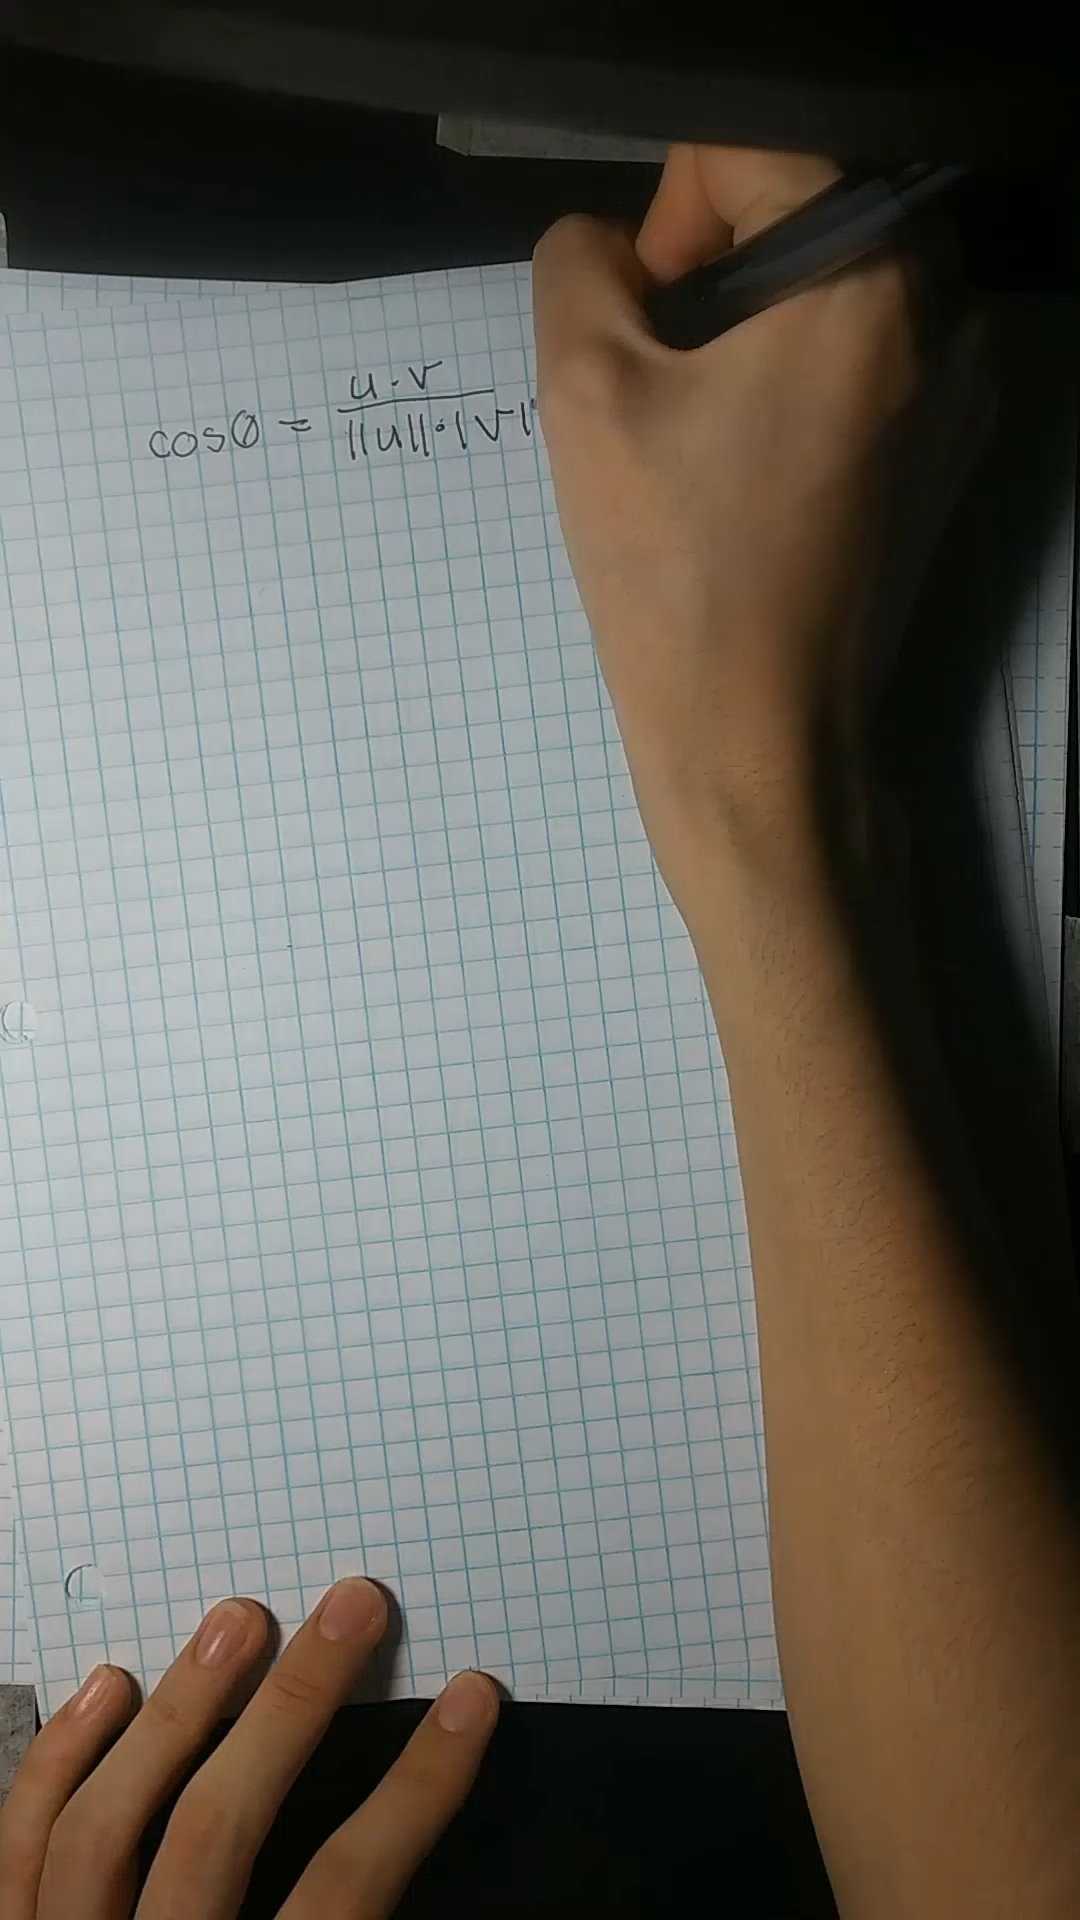 cosθ = u·v / ||u||·|v|